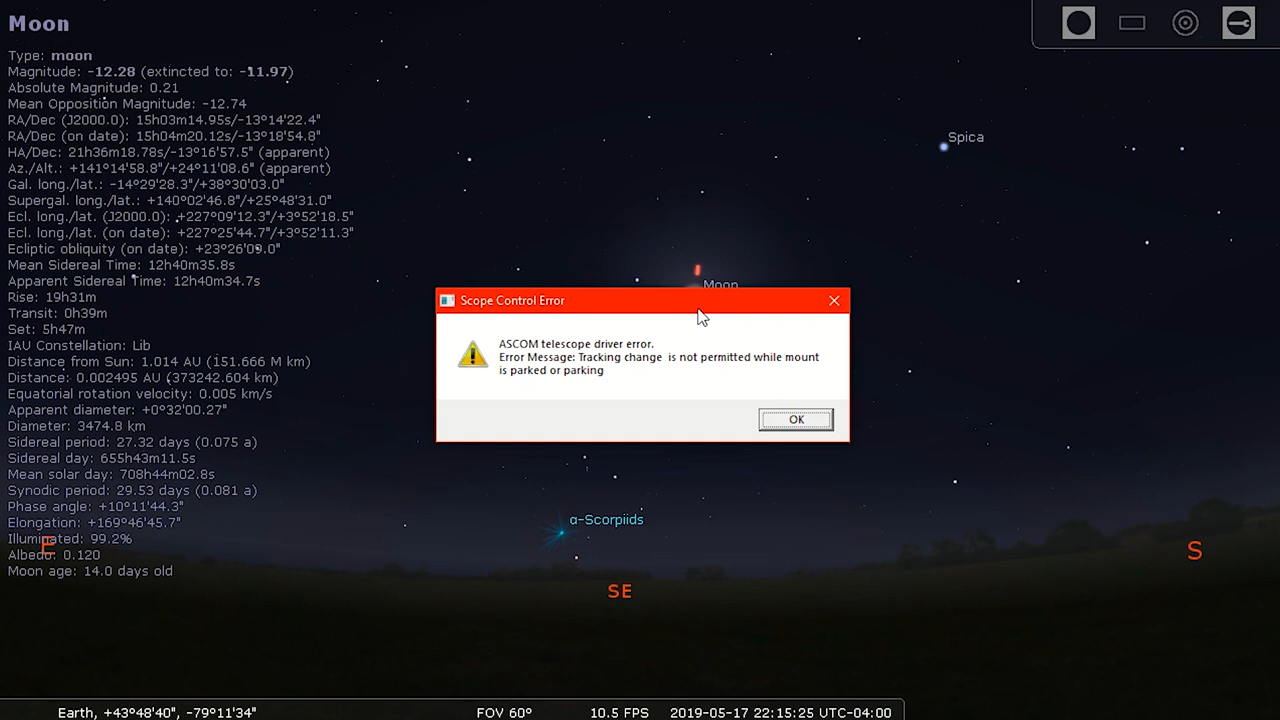 Moon
Type: moon
Magnitude: -12.28 (extincted to: -11.97)
Absolute Magnitude: 0.21
Mean Opposition Magnitude: -12.74
RA/Dec (J2000.0): 15h03m14.95s/-13°14'22.4"
RA/Dec (on date): 15h04m20.12s/-13°18'54.8"
HA/Dec: 21h36m18.78s/-13°16'57.5" (apparent)
Az./Alt.: +141°14'58.8"/+24°11'08.6" (apparent)
Gal. long./lat.: -14°29'28.3"/+38°30'03.0"
Supergal. long./lat.: +140°02'46.8"/+25°48'31.0"
Ecl. long./lat. (J2000.0): +227°09'12.3"/+3°52'18.5"
Ecl. long./lat. (on date): +227°25'44.7"/+3°52'11.3"
Ecliptic obliquity (on date): +23°26'09.0"
Mean Sidereal Time: 12h40m35.8s
Apparent Sidereal Time: 12h40m34.7s
Rise: 19h31m
Transit: 0h39m
Set: 5h47m
IAU Constellation: Lib
Distance from Sun: 1.014 AU (151.666 M km)
Distance: 0.002495 AU (373242.604 km)
Equatorial rotation velocity: 0.005 km/s
Apparent diameter: +0°32'00.27"
Diameter: 3474.8 km
Sidereal period: 27.32 days (0.075 a)
Sidereal day: 655h43m11.5s
Mean solar day: 708h44m02.8s
Synodic period: 29.53 days (0.081 a)
Phase angle: +10°11'44.3"
Elongation: +169°46'45.7"
Illuminated: 99.2%
Albedo: 0.120
Moon age: 14.0 days old
Spica
Moon
Scope Control Error
ASCOM telescope driver error.
Error Message: Tracking change is not permitted while mount
is parked or parking
OK
α-Scorpiids
E
SE
S
Earth, +43°48'40", -79°11'34"
FOV 60°
10.5 FPS
2019-05-17 22:15:25 UTC-04:00